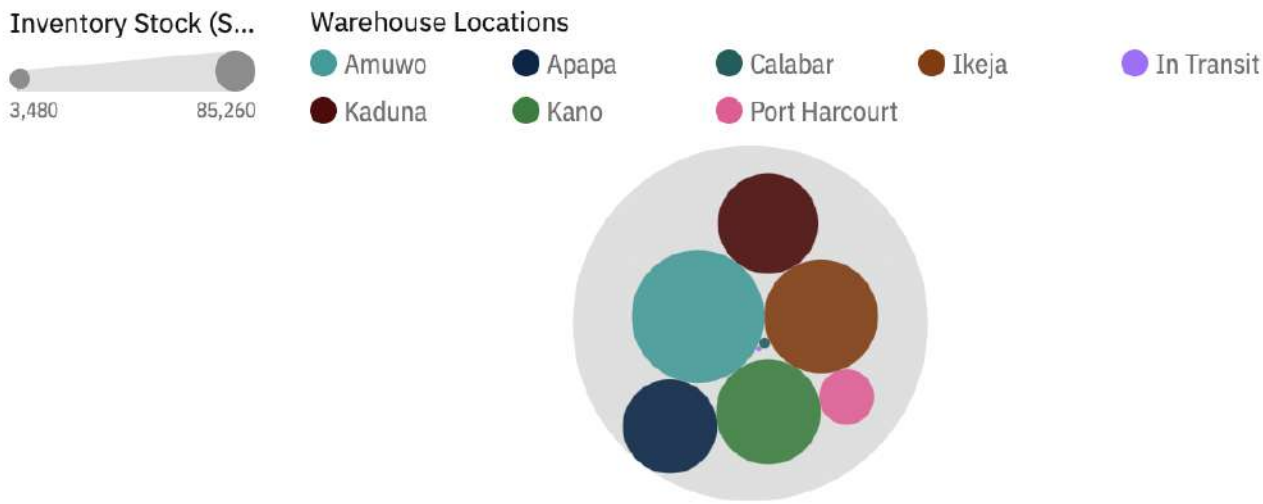 Inventory Stock (S...
3,480 85,260
Warehouse Locations
Amuwo Apapa Calabar Ikeja In Transit
Kaduna Kano Port Harcourt